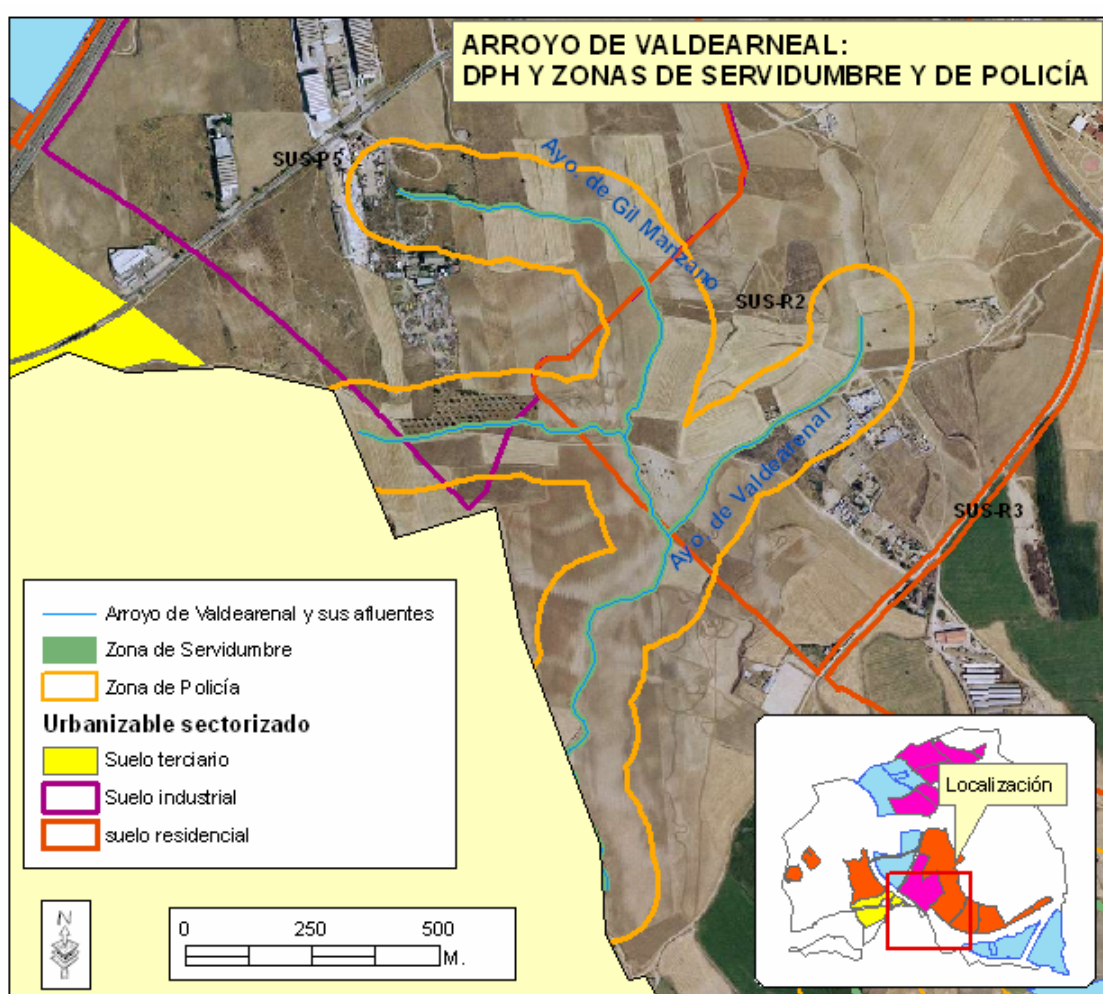 ARROYO DE VALDEARNEAL:
DPH Y ZONAS DE SERVIDUMBRE Y DE POLICÍA
SUS-P5
Ayo. de Gil Manzano
SUS-R2
Ayo. de Valdearenal
SUS-R3
Arroyo de Valdearenal y sus afluentes
Zona de Servidumbre
Zona de Policía
Urbanizable sectorizado
Suelo terciario
Suelo industrial
suelo residencial
Localización
N
0 250 500
M.